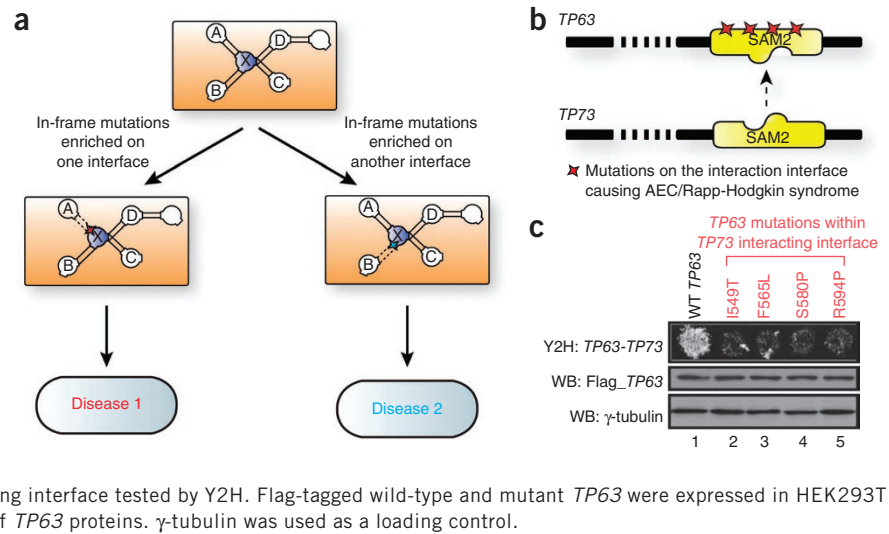 a
A
D
X
B
C
In-frame mutations
enriched on
one interface
In-frame mutations
enriched on
another interface
A
D
X
B
C
A
D
X
B
C
Disease 1
Disease 2
b
TP63
SAM2
TP73
SAM2
Mutations on the interaction interface
causing AEC/Rapp-Hodgkin syndrome
c
TP63 mutations within
TP73 interacting interface
WT TP63
I549T
F565L
S580P
R594P
Y2H: TP63-TP73
WB: Flag_TP63
WB: γ-tubulin
1 2 3 4 5
ng interface tested by Y2H. Flag-tagged wild-type and mutant TP63 were expressed in HEK293T
f TP63 proteins. γ-tubulin was used as a loading control.